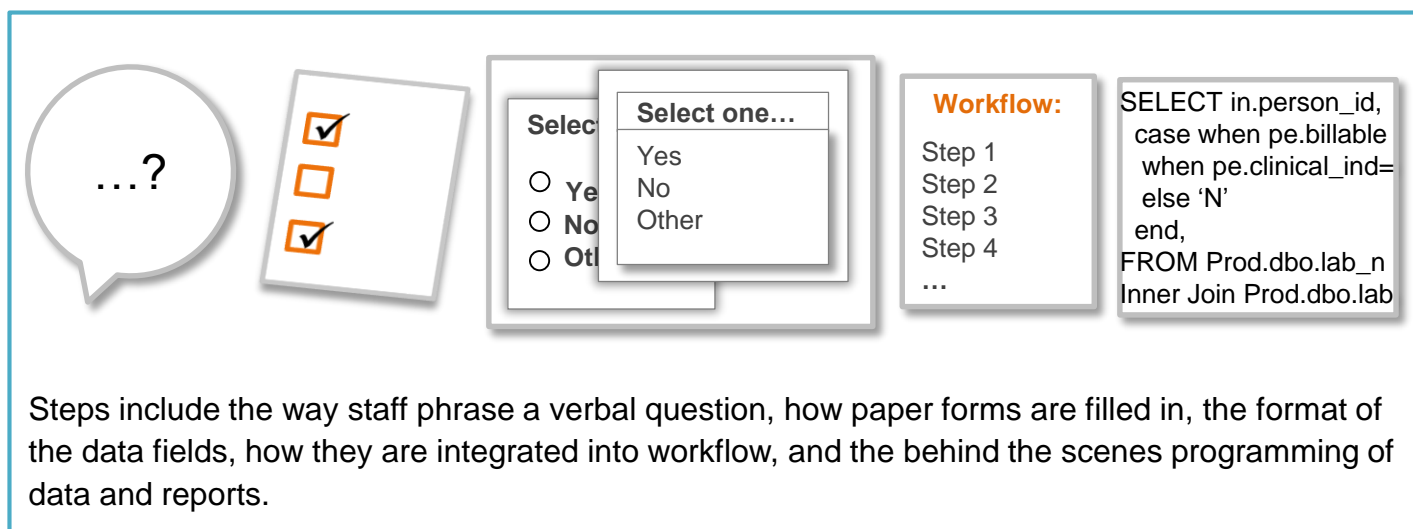 …?
Selec
Ye
No
Otl
Select one…
Yes
No
Other
Workflow:
Step 1
Step 2
Step 3
Step 4
…
SELECT in.person_id,
case when pe.billable
when pe.clinical_ind=
else ‘N’
end,
FROM Prod.dbo.lab_n
Inner Join Prod.dbo.lab
Steps include the way staff phrase a verbal question, how paper forms are filled in, the format of
the data fields, how they are integrated into workflow, and the behind the scenes programming of
data and reports.